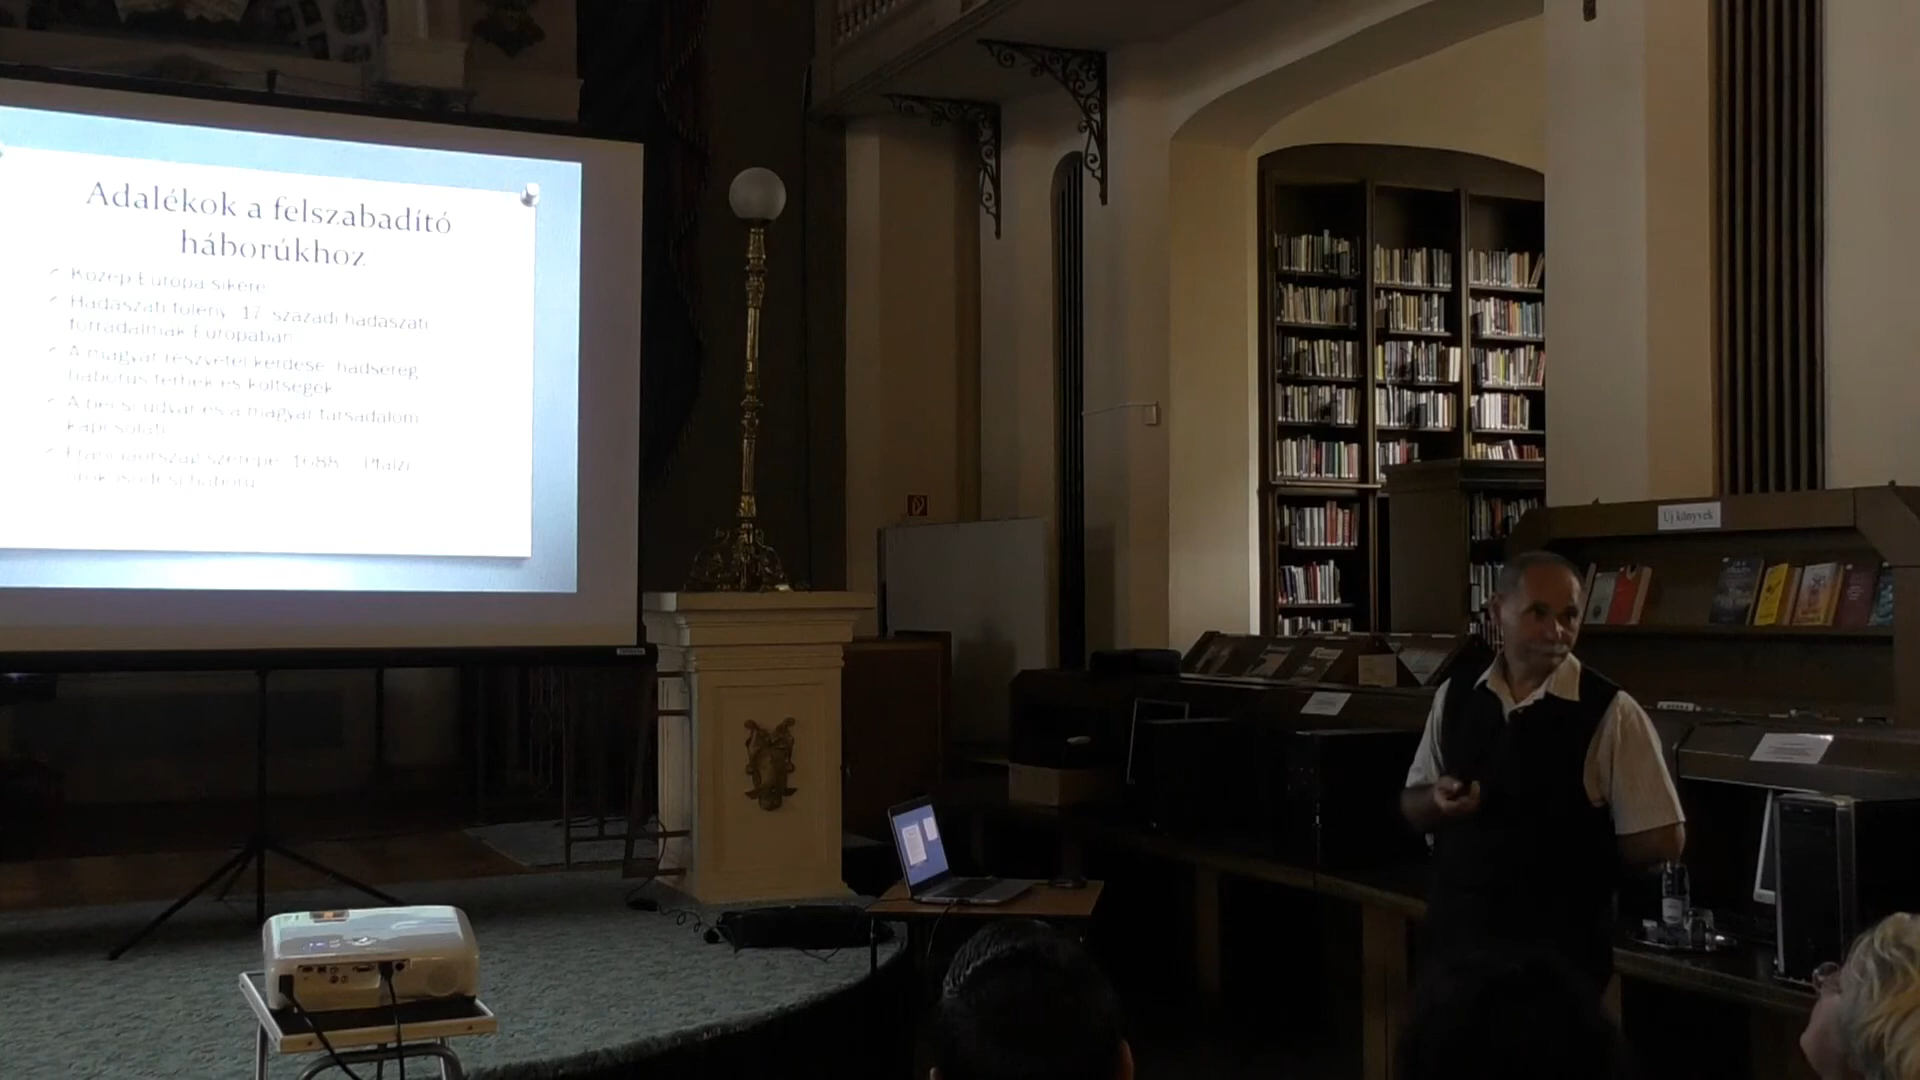 Adalékok a felszabadító
háborúkhoz
Közép Európa sikere
Hadászati fölény 17. századi hadászati
forradalmak Európában
A magyar részvétel kérdése hadsereg
háborús terhek és költségek
A bécsi udvar és a magyar társadalom
kapcsolati
Franciaország szerepe 1688 Pfalzi
örökösödési háború
Új könyvek